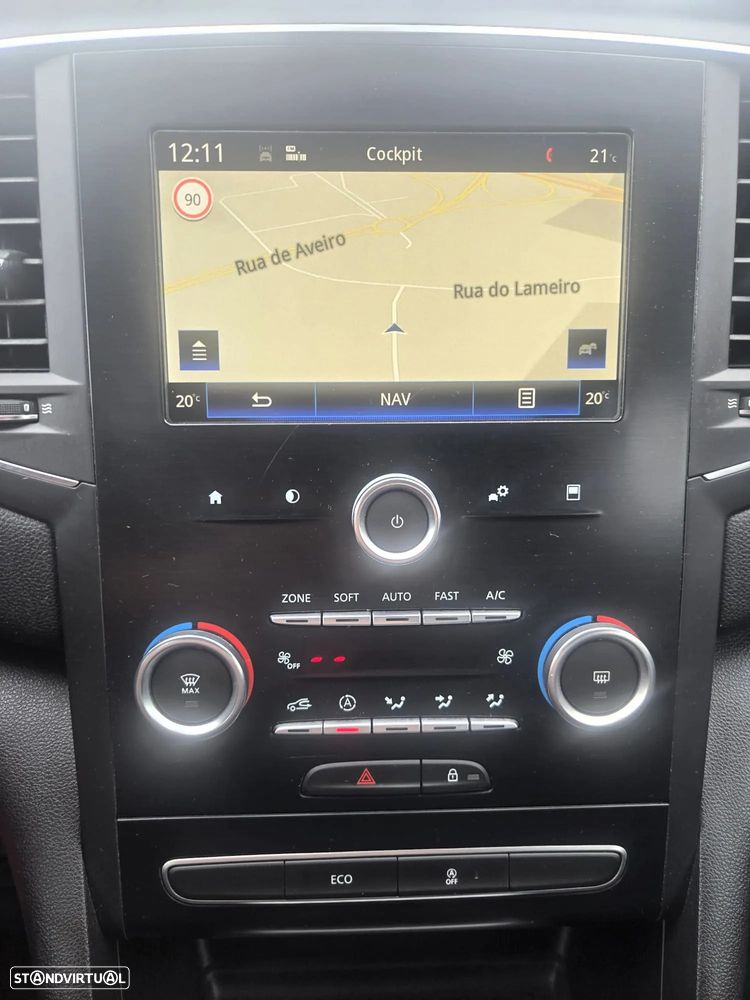 12:11 FM Cockpit 21°C
90
Rua de Aveiro
Rua do Lameiro
20°C NAV 20°C
ZONE SOFT AUTO FAST A/C
OFF
MAX
A
ECO
A OFF
STANDVIRTUAL